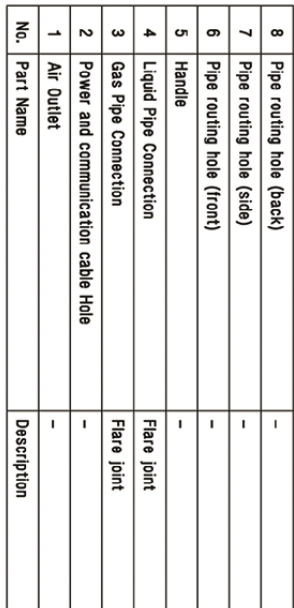 No. Part Name Description
1 Air Outlet -
2 Power and communication cable Hole -
3 Gas Pipe Connection Flare joint
4 Liquid Pipe Connection Flare joint
5 Handle -
6 Pipe routing hole (front) -
7 Pipe routing hole (side) -
8 Pipe routing hole (back) -